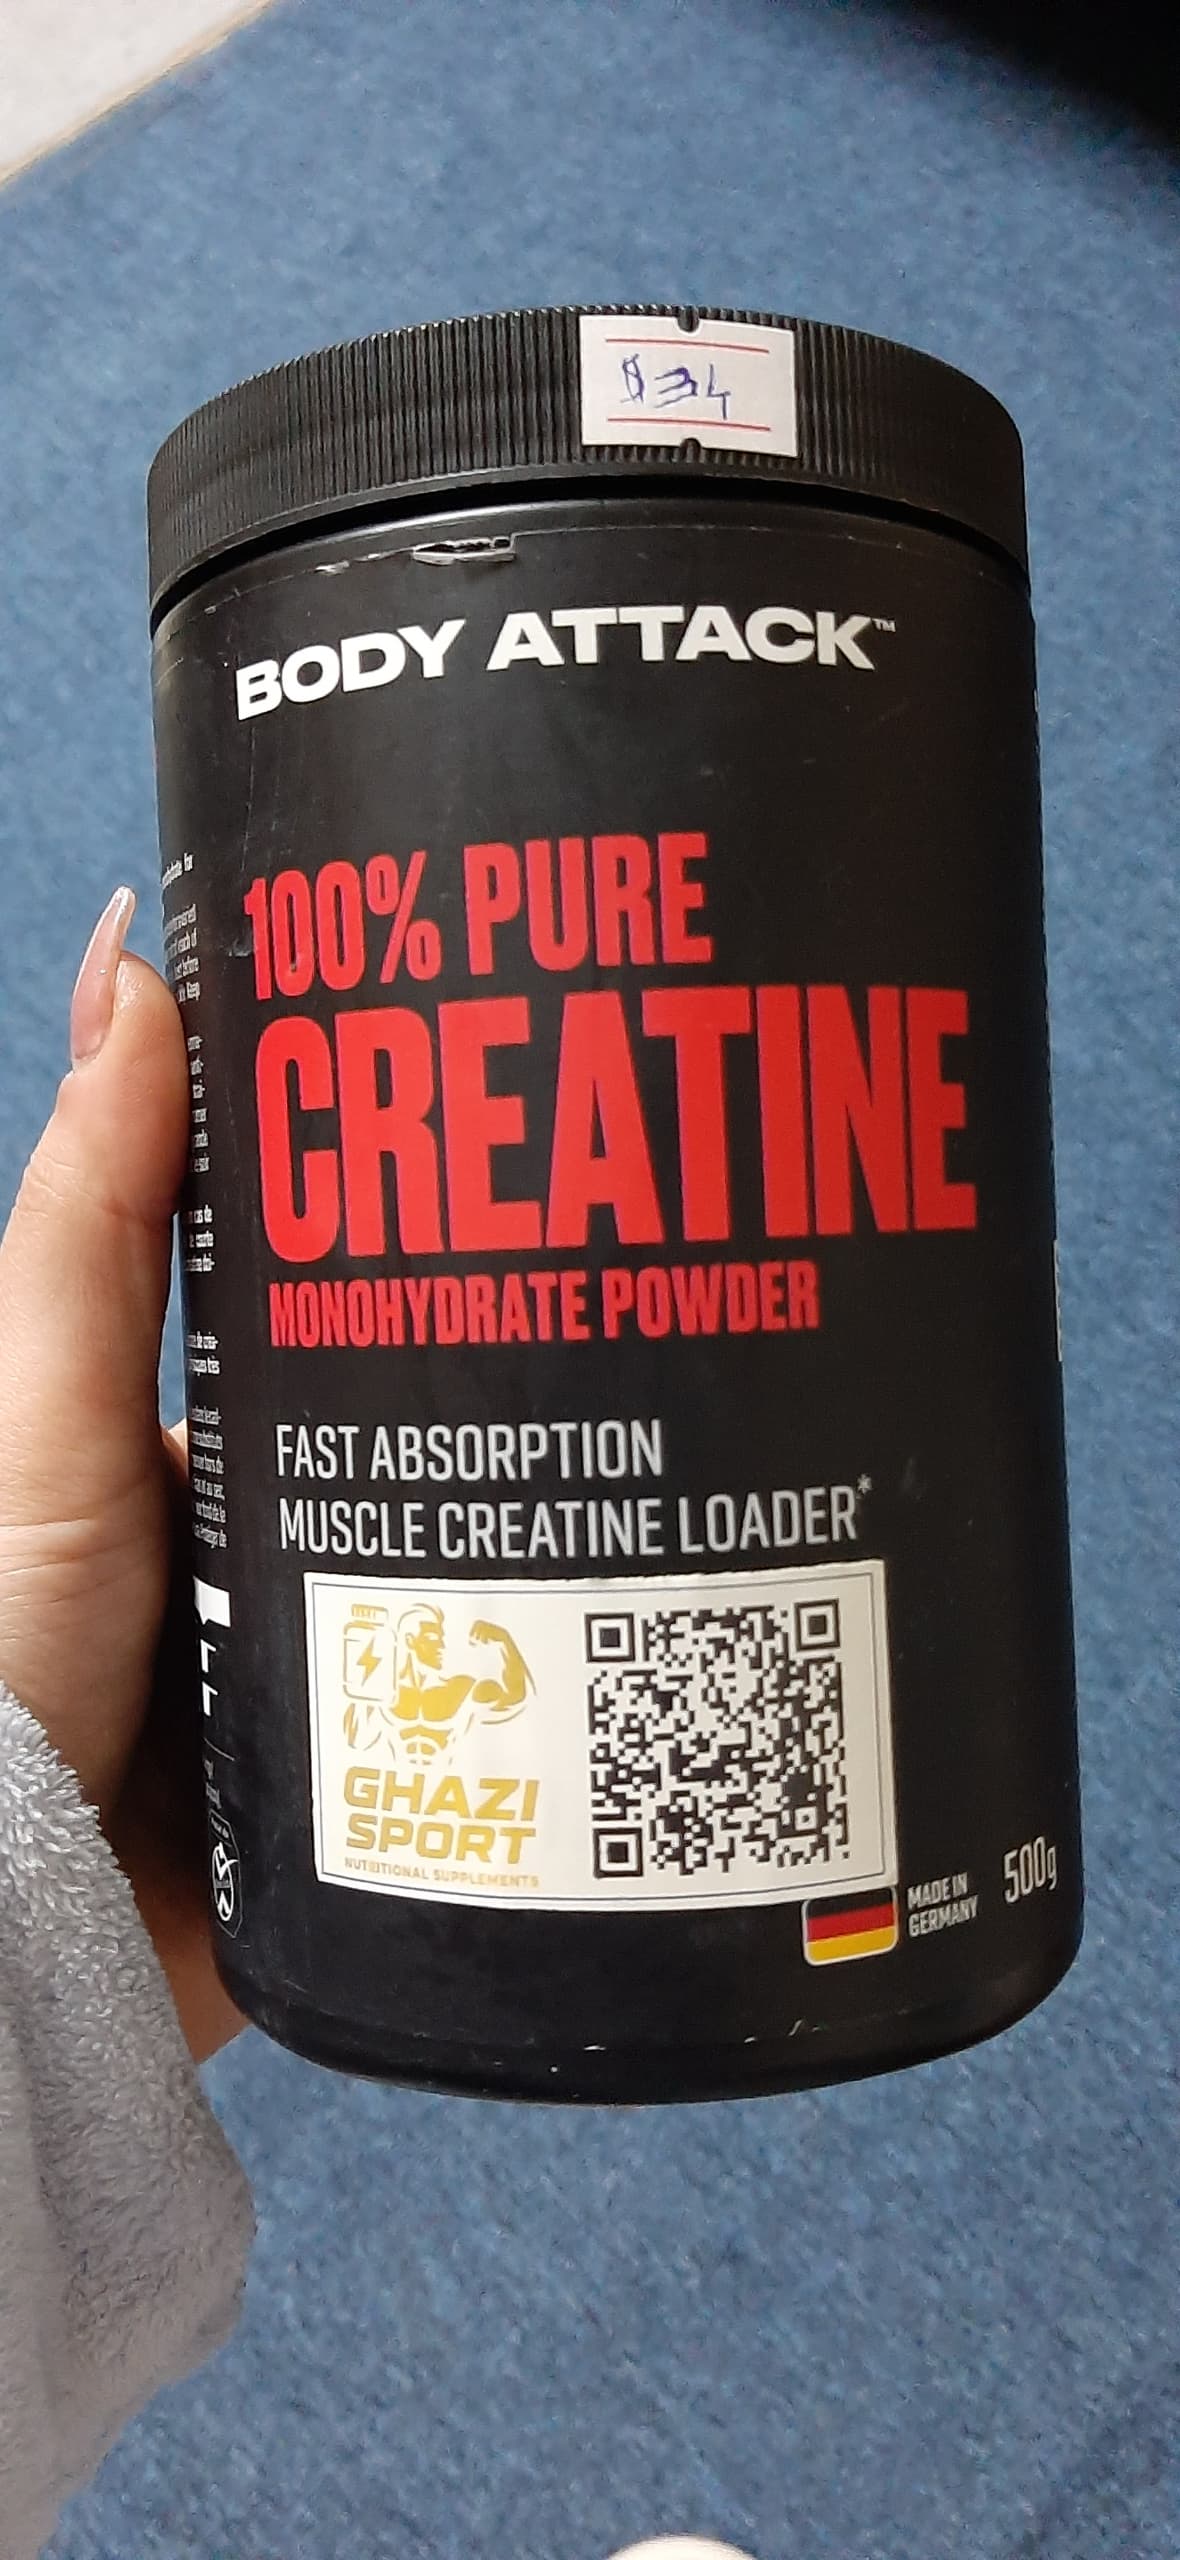 $34
BODY ATTACK™
100% PURE
CREATINE
MONOHYDRATE POWDER
FAST ABSORPTION
MUSCLE CREATINE LOADER*
GHAZI
SPORT
NUTRITIONAL SUPPLEMENTS
MADE IN
GERMANY
500g